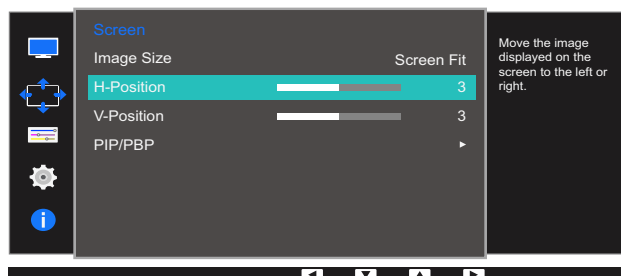 Screen
Image Size Screen Fit
H-Position 3
V-Position 3
PIP/PBP
Move the image
displayed on the
screen to the left or
right.